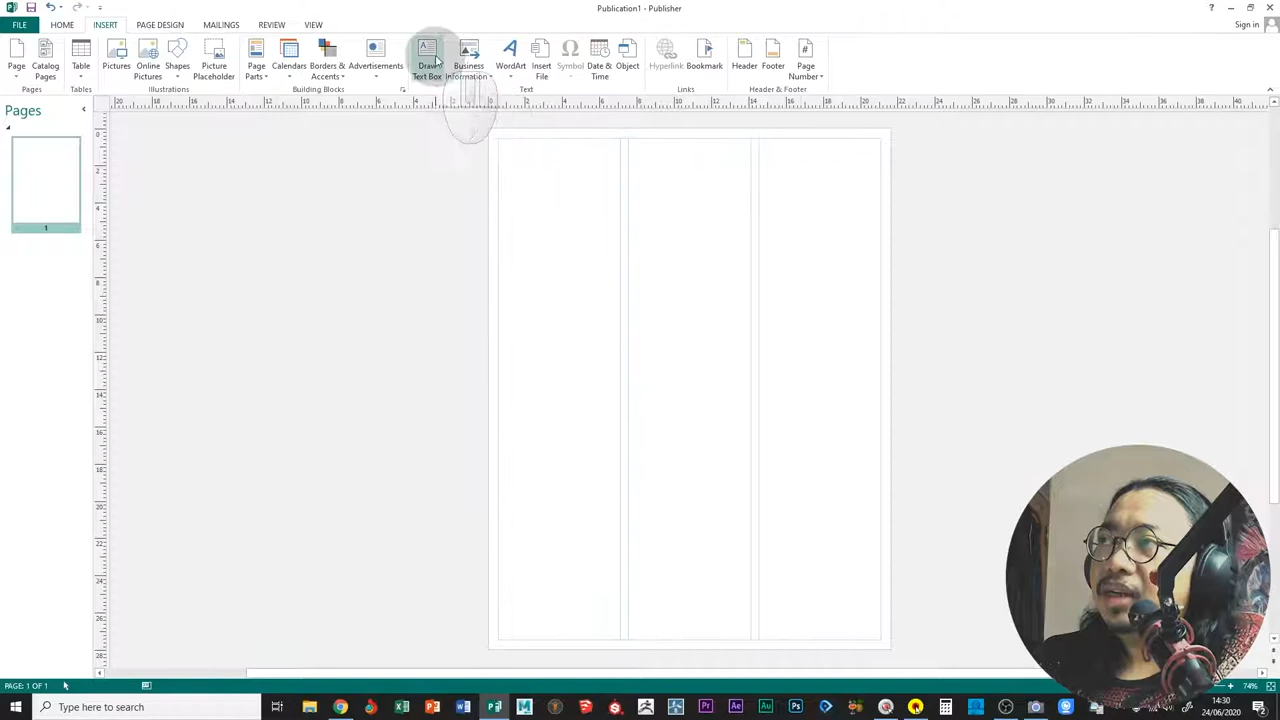 Publication1 - Publisher
FILE HOME INSERT PAGE DESIGN MAILINGS REVIEW VIEW
Sign in
Page Catalog Pages Table Pictures Online Pictures Shapes Picture Placeholder Page Parts Calendars Borders & Accents Advertisements Draw Text Box Business Information WordArt Insert File Symbol Date & Time Object Hyperlink Bookmark Header Footer Page Number
Pages Tables Illustrations Building Blocks Text Links Header & Footer
Pages
1
PAGE: 1 OF 1
74%
Type here to search
14:30
24/06/2020